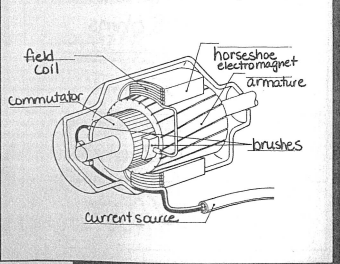 field
coil
horseshoe
electromagnet
armature
commutator
brushes
current source